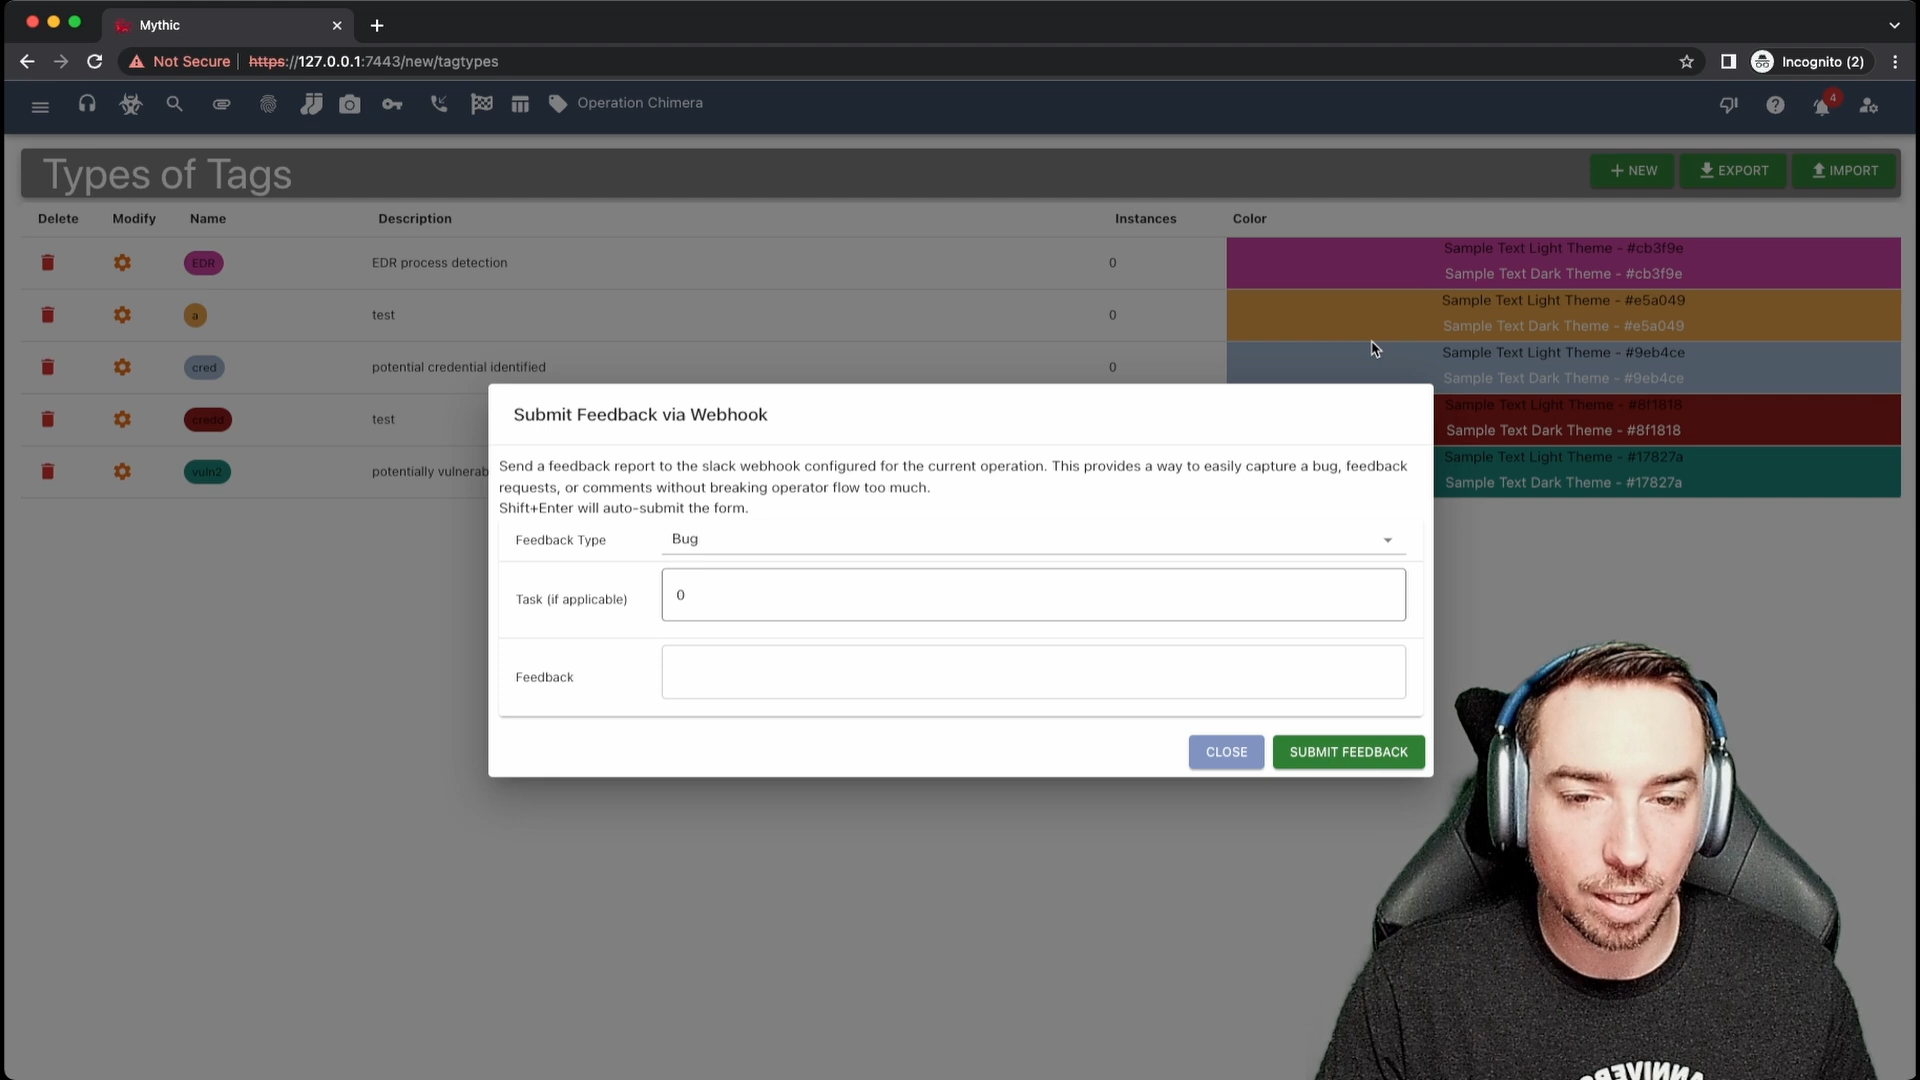 Mythic
Not Secure https://127.0.0.1:7443/new/tagtypes
Incognito (2)
Operation Chimera
4
Types of Tags
NEW
EXPORT
IMPORT
Delete Modify Name Description Instances Color
EDR EDR process detection 0
Sample Text Light Theme - #cb3f9e
Sample Text Dark Theme - #cb3f9e
a test 0
Sample Text Light Theme - #e5a049
Sample Text Dark Theme - #e5a049
cred potential credential identified 0
Sample Text Light Theme - #9eb4ce
Sample Text Dark Theme - #9eb4ce
credd test
Sample Text Light Theme - #8f1818
Sample Text Dark Theme - #8f1818
vuln2 potentially vulnerab
Sample Text Light Theme - #17827a
Sample Text Dark Theme - #17827a
Submit Feedback via Webhook
Send a feedback report to the slack webhook configured for the current operation. This provides a way to easily capture a bug, feedback
requests, or comments without breaking operator flow too much.
Shift+Enter will auto-submit the form.
Feedback Type Bug
Task (if applicable) 0
Feedback
CLOSE
SUBMIT FEEDBACK